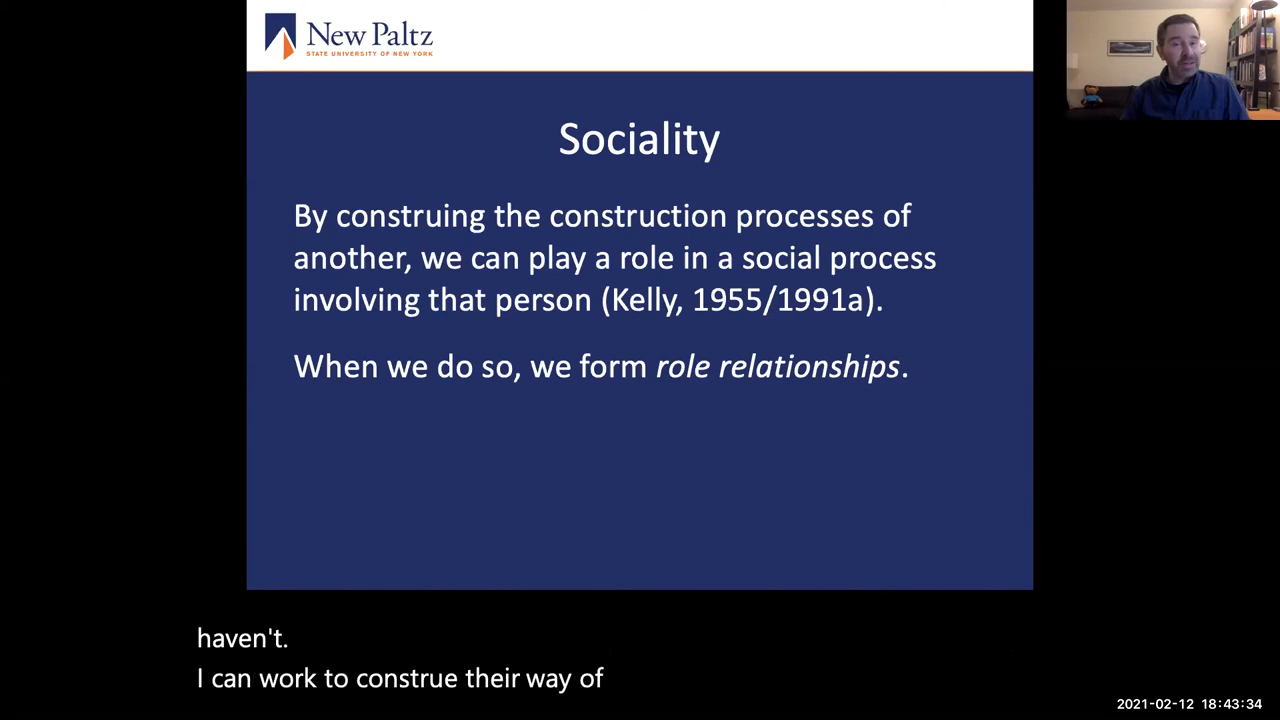 New Paltz
STATE UNIVERSITY OF NEW YORK
Sociality
By construing the construction processes of
another, we can play a role in a social process
involving that person (Kelly, 1955/1991a).
When we do so, we form role relationships.
haven't.
I can work to construe their way of
2021-02-12 18:43:34